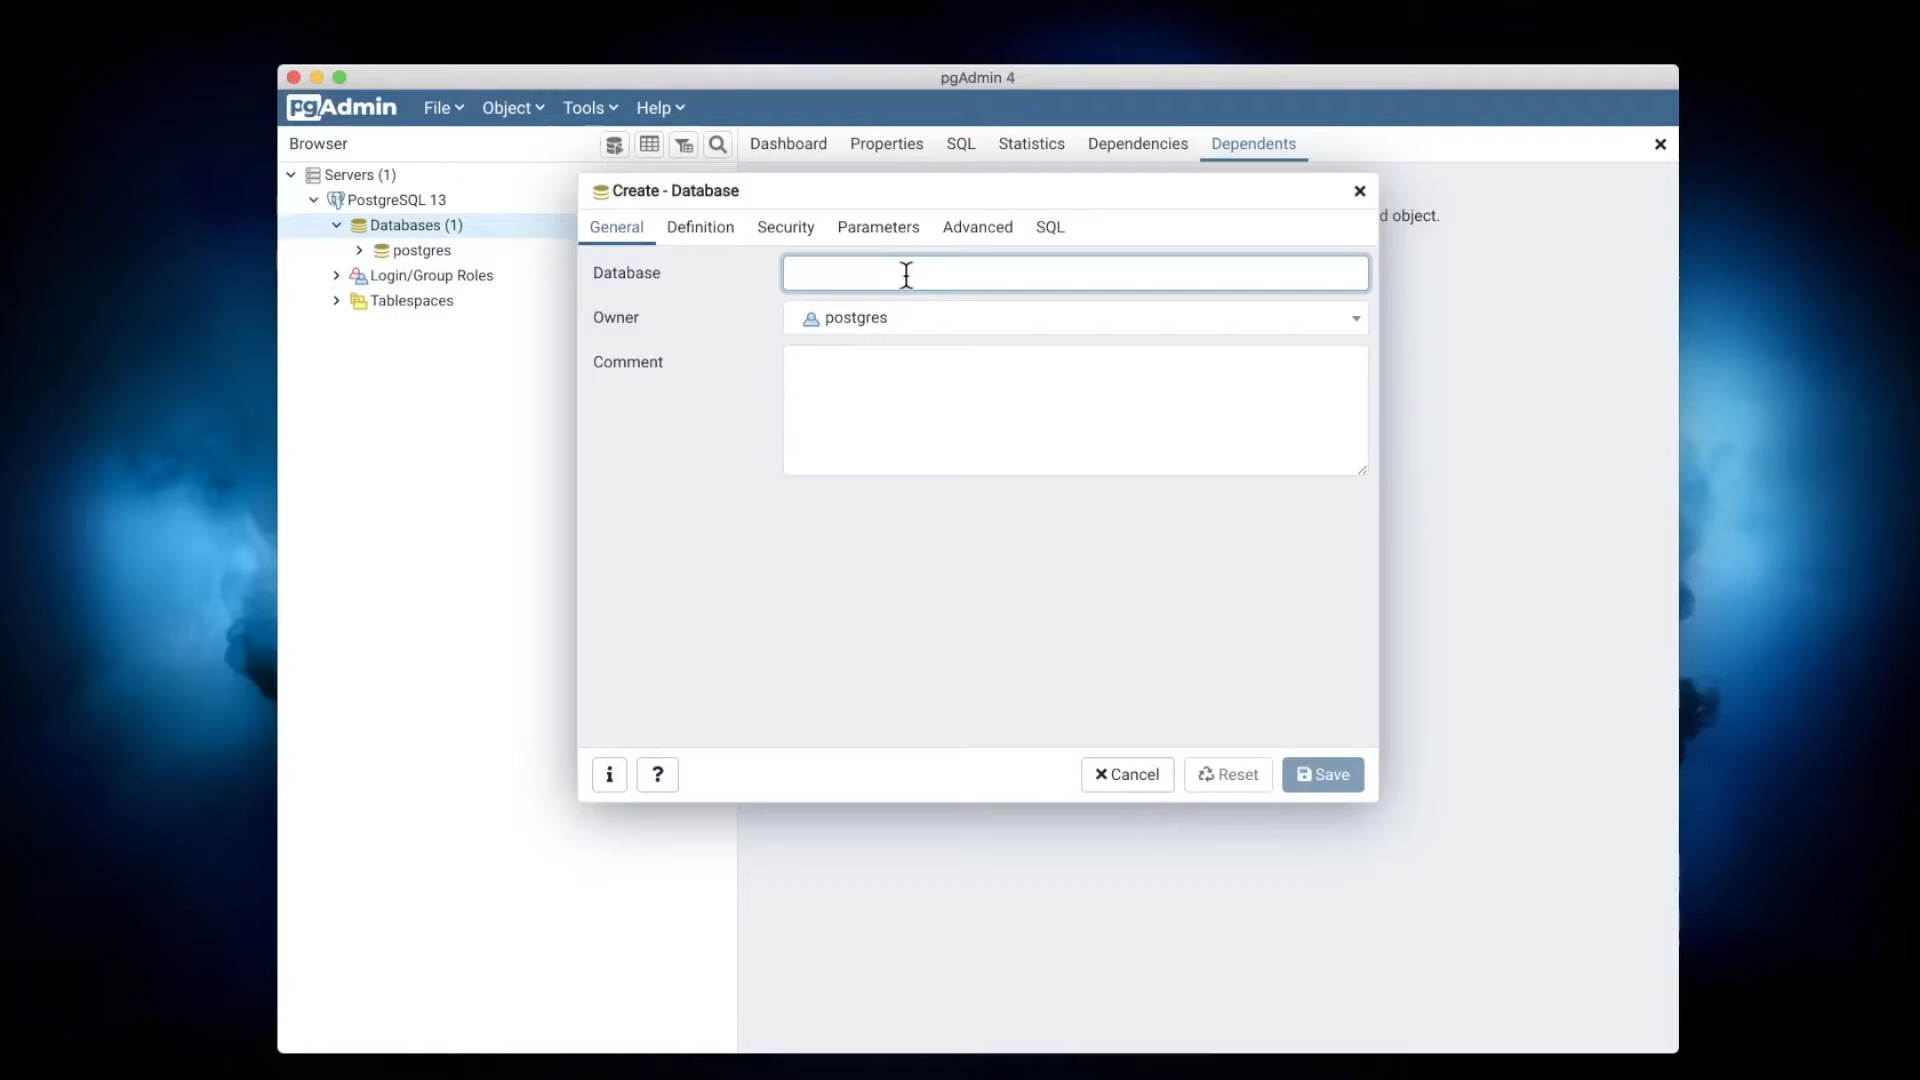 pgAdmin 4
pgAdmin File Object Tools Help
Browser
Dashboard Properties SQL Statistics Dependencies Dependents
Servers (1)
PostgreSQL 13
Databases (1)
postgres
Login/Group Roles
Tablespaces
d object.
Create - Database
General Definition Security Parameters Advanced SQL
Database
Owner postgres
Comment
i ? Cancel Reset Save